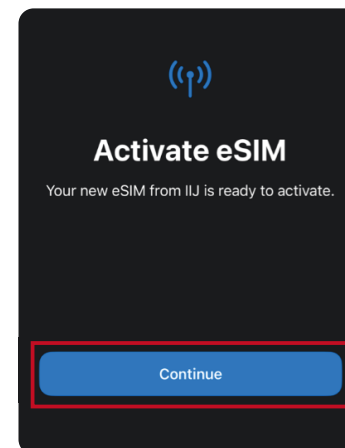 Activate eSIM
Your new eSIM from IIJ is ready to activate.
Continue